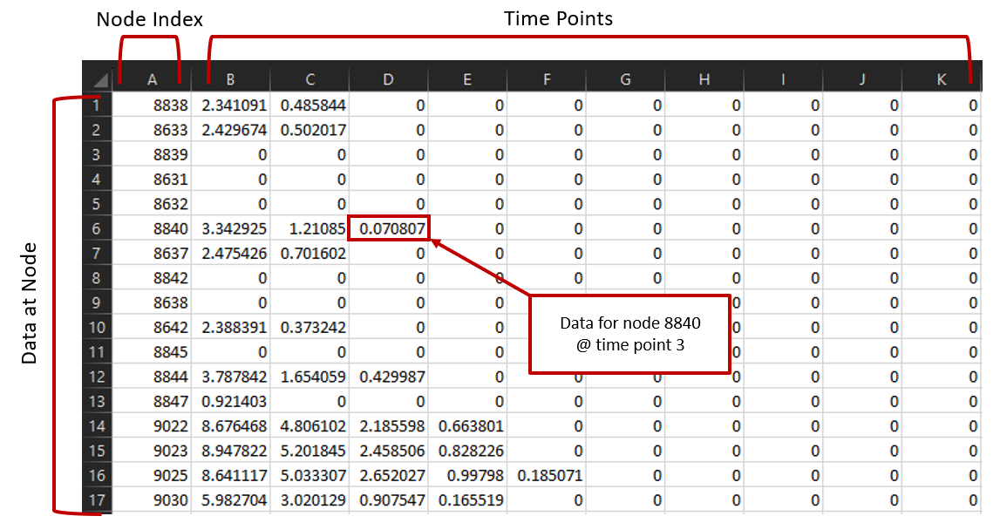 Node Index Time Points
A B C D E F G H I J K
1 8838 2.341091 0.485844 0 0 0 0 0 0 0 0
2 8633 2.429674 0.502017 0 0 0 0 0 0 0 0
3 8839 0 0 0 0 0 0 0 0 0 0
4 8631 0 0 0 0 0 0 0 0 0 0
5 8632 0 0 0 0 0 0 0 0 0 0
6 8840 3.342925 1.21085 0.070807 0 0 0 0 0 0 0
7 8637 2.475426 0.701602 0 0 0 0 0 0 0 0
8 8842 0 0 0 0 0 0 0 0 0 0
9 8638 0 0 0 0 0 0 0
10 8642 2.388391 0.373242 0 0 0 0 0
11 8845 0 0 0 0 0 0 0
12 8844 3.787842 1.654059 0.429987 0 0 0 0 0 0 0
13 8847 0.921403 0 0 0 0 0 0 0 0 0
14 9022 8.676468 4.806102 2.185598 0.663801 0 0 0 0 0 0
15 9023 8.947822 5.201845 2.458506 0.828226 0 0 0 0 0 0
16 9025 8.641117 5.033307 2.652027 0.99798 0.185071 0 0 0 0 0
17 9030 5.982704 3.020129 0.907547 0.165519 0 0 0 0 0 0
Data at Node
Data for node 8840
@ time point 3